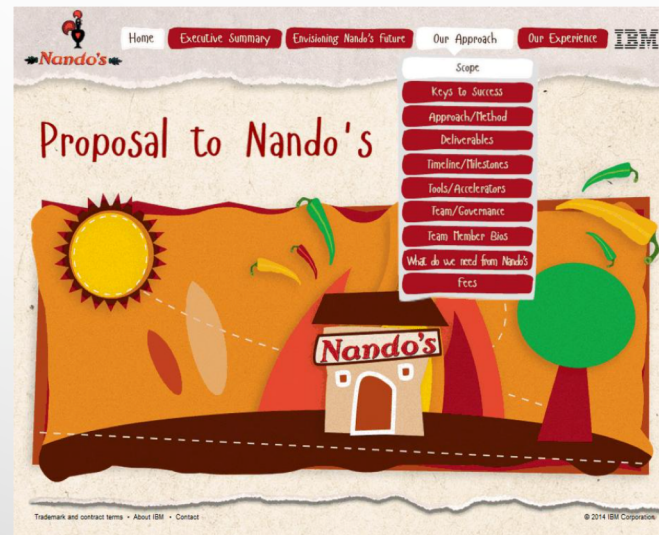 Home
Executive Summary
Envisioning Nando's Future
Our Approach
Our Experience
IBM
Nando's
Scope
Keys to Success
Approach/Method
Deliverables
Timeline/Milestones
Tools/Accelerators
Team/Governance
Team Member Bios
What do we need from Nando's
Fees
Proposal to Nando's
Nando's
Trademark and contract terms • About IBM • Contact
© 2014 IBM Corporation.